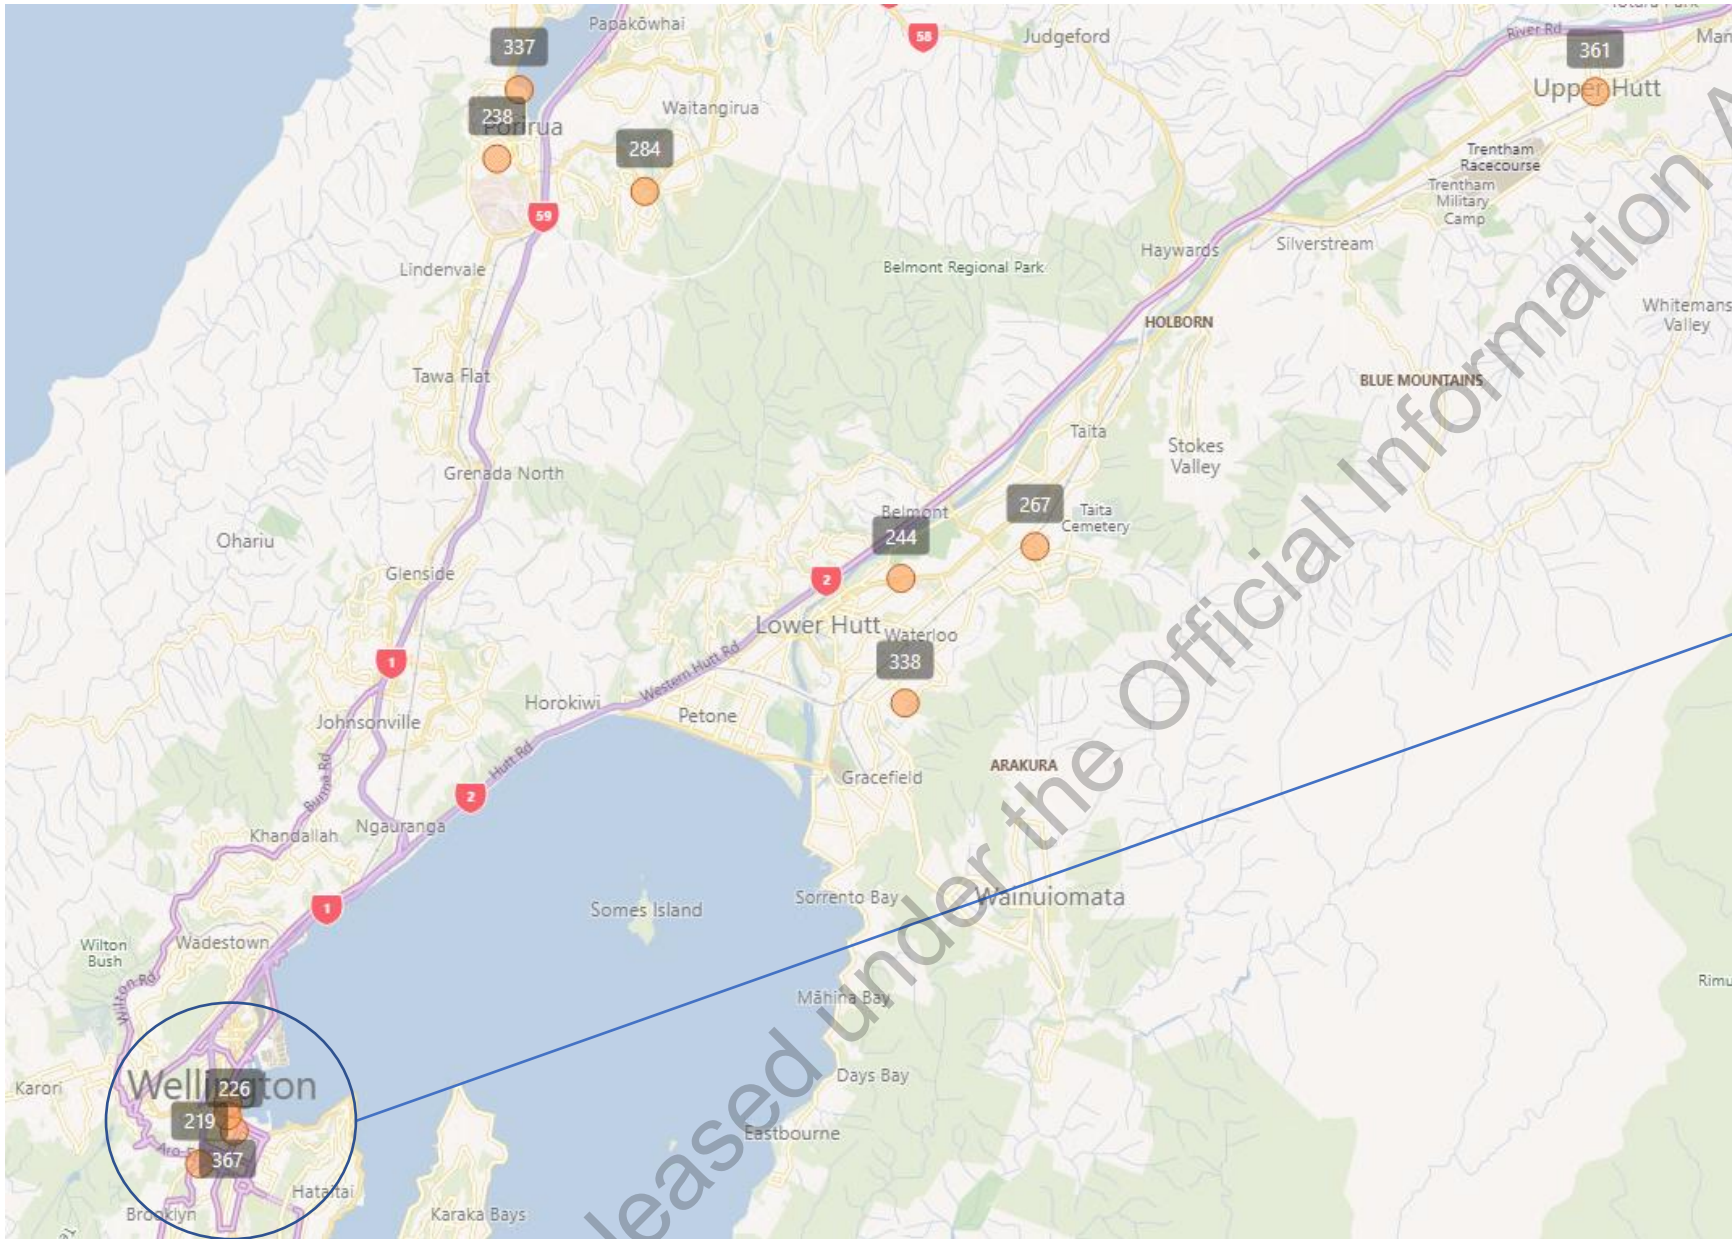 Papakōwhai
58
Judgeford
River Rd
361
Upper Hutt
337
238
Porirua
Waitangirua
284
Trentham
Racecourse
Trentham
Military
Camp
59
Lindenvale
Belmont Regional Park
Haywards
Silverstream
Whitemans
Valley
HOLBORN
Tawa Flat
BLUE MOUNTAINS
Taita
Stokes
Valley
Grenada North
267
Taita
Cemetery
Belmont
244
Ohariu
Glenside
2
Lower Hutt
Waterloo
338
1
Western Hutt Rd
Horokiwi
Petone
Johnsonville
Hutt Rd
Burma Rd
2
Gracefield
ARAKURA
Khandallah
Ngauranga
1
Somes Island
Sorrento Bay
Wainuiomata
Wadestown
Wilton
Bush
Wilton Rd
Māhina Bay
Rimu
Karori
Wellington
226
219
367
Aro
Days Bay
Eastbourne
Hataitai
Brooklyn
Karaka Bays
leased under the Official Information A